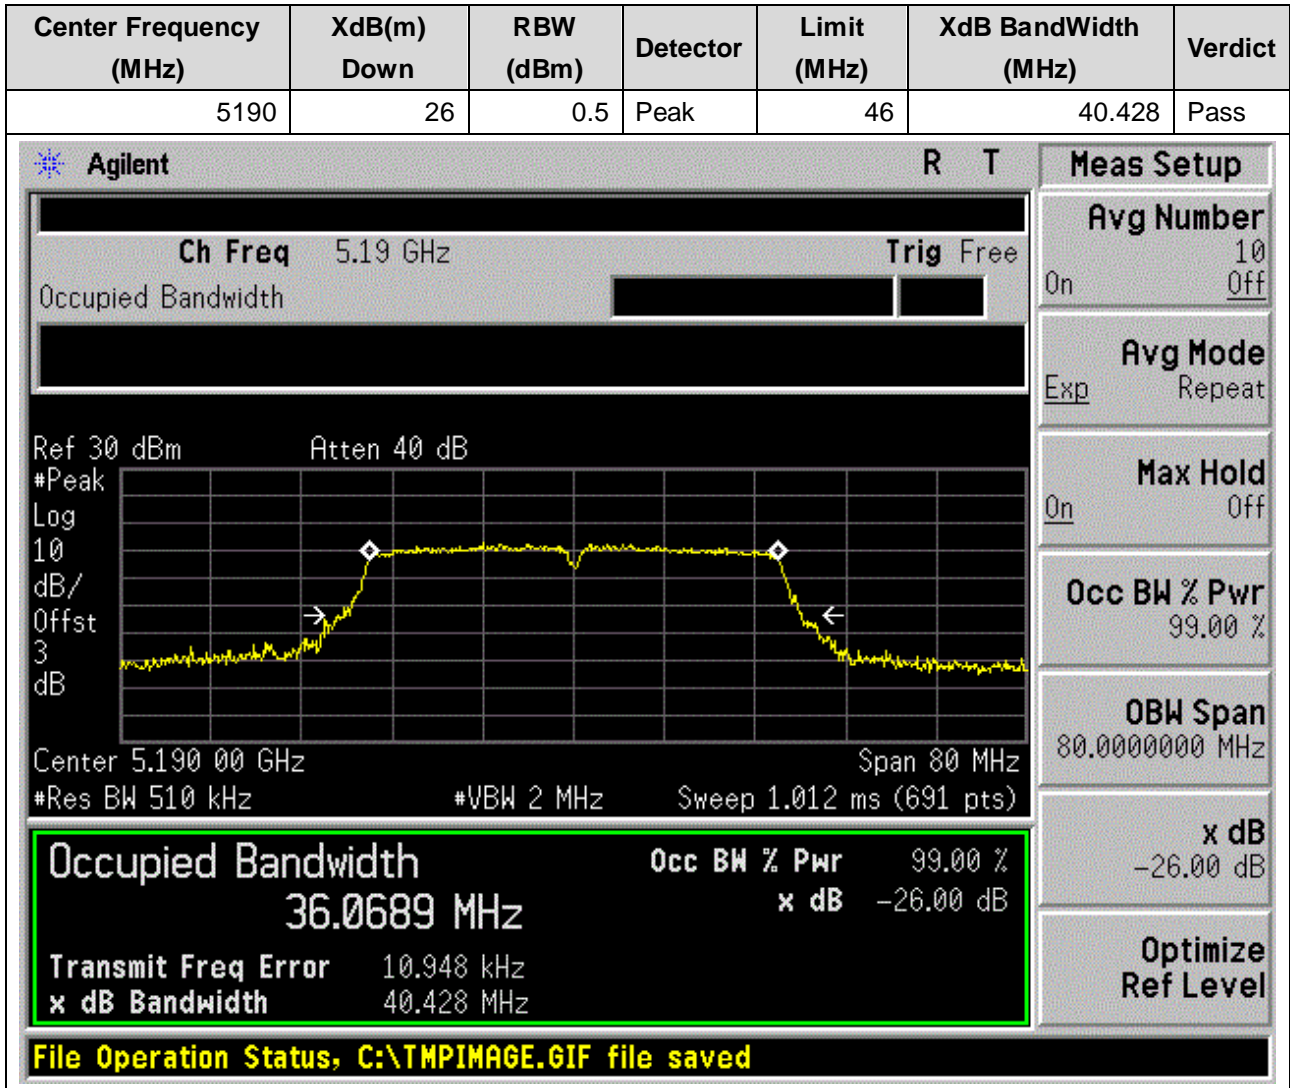 Center Frequency (MHz) XdB(m) Down RBW (dBm) Detector Limit (MHz) XdB BandWidth (MHz) Verdict
5190 26 0.5 Peak 46 40.428 Pass
Agilent R T
Ch Freq 5.19 GHz Trig Free
Occupied Bandwidth
Ref 30 dBm Atten 40 dB
#Peak
Log
10
dB/
Offst
3
dB
Center 5.190 00 GHz Span 80 MHz
#Res BW 510 kHz #VBW 2 MHz Sweep 1.012 ms (691 pts)
Occupied Bandwidth
36.0689 MHz
Occ BW % Pwr 99.00 %
x dB -26.00 dB
Transmit Freq Error 10.948 kHz
x dB Bandwidth 40.428 MHz
File Operation Status, C:\TMPIMAGE.GIF file saved
Meas Setup
Avg Number
10
On Off
Avg Mode
Exp Repeat
Max Hold
On Off
Occ BW % Pwr
99.00 %
OBW Span
80.0000000 MHz
x dB
-26.00 dB
Optimize
Ref Level